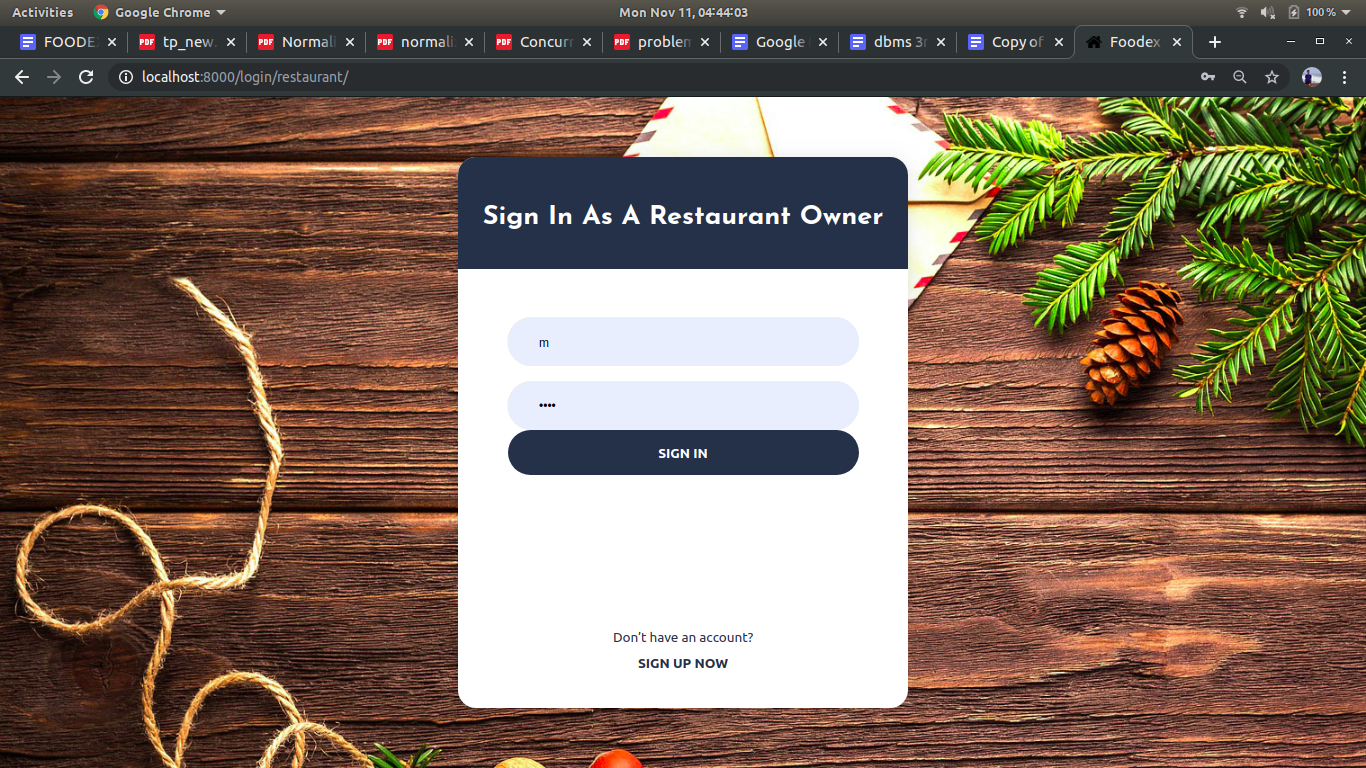 Activities Google Chrome Mon Nov 11, 04:44:03 100 %
FOODE PDF tp_new. PDF Normali PDF normaliz PDF Concurr PDF problem Google dbms 3r Copy of Foodex
localhost:8000/login/restaurant/
Sign In As A Restaurant Owner
m
••••
SIGN IN
Don't have an account?
SIGN UP NOW